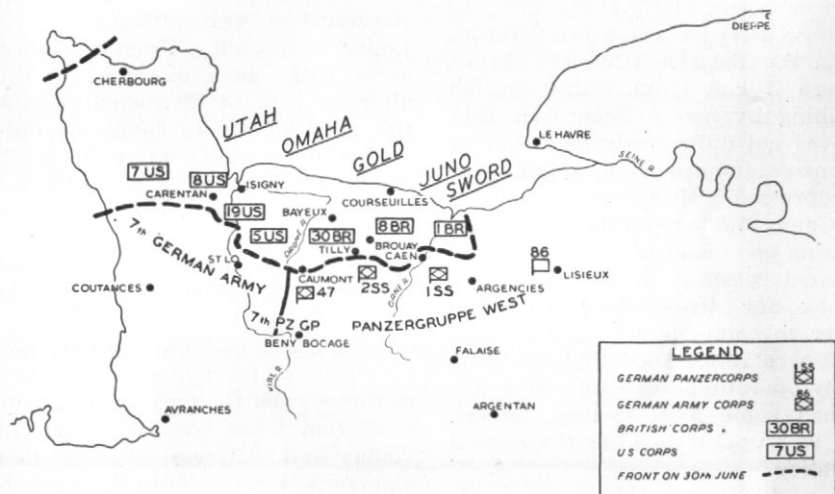 DIEPPE
CHERBOURG
UTAH
OMAHA
GOLD
JUNO
SWORD
LE HAVRE
SEINE R
7 US
8 US
CARENTAN
ISIGNY
19 US
BAYEUX
COURSEUILLES
5 US
DROME R
30 BR
8 BR
1 BR
TILLY
BROUAY
CAEN
7th GERMAN ARMY
ST LO
CAUMONT
47
2SS
ORNE R
1SS
86
LISIEUX
ARGENCIES
COUTANCES
7th PZ GP
PANZERGRUPPE WEST
BENY BOCAGE
VIRE R
FALAISE
AVRANCHES
ARGENTAN
LEGEND
GERMAN PANZERCORPS 1SS
GERMAN ARMY CORPS 86
BRITISH CORPS . 30 BR
US CORPS 7 US
FRONT ON 30th JUNE